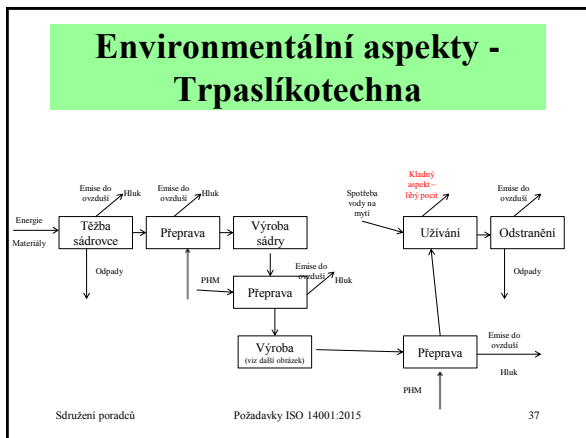 Environmentální aspekty -
Trpaslíkotechna
Emise do
ovzduší
Hluk
Emise do
ovzduší
Hluk
Energie
Materiály
Těžba
sádrovce
Přeprava
Výroba
sádry
Odpady
PHM
Přeprava
Emise do
ovzduší
Hluk
Výroba
(viz další obrázek)
Spotřeba
vody na
mytí
Kladný
aspekt –
libý pocit
Emise do
ovzduší
Užívání
Odstranění
Odpady
Přeprava
Emise do
ovzduší
Hluk
PHM
Sdružení poradců
Požadavky ISO 14001:2015
37